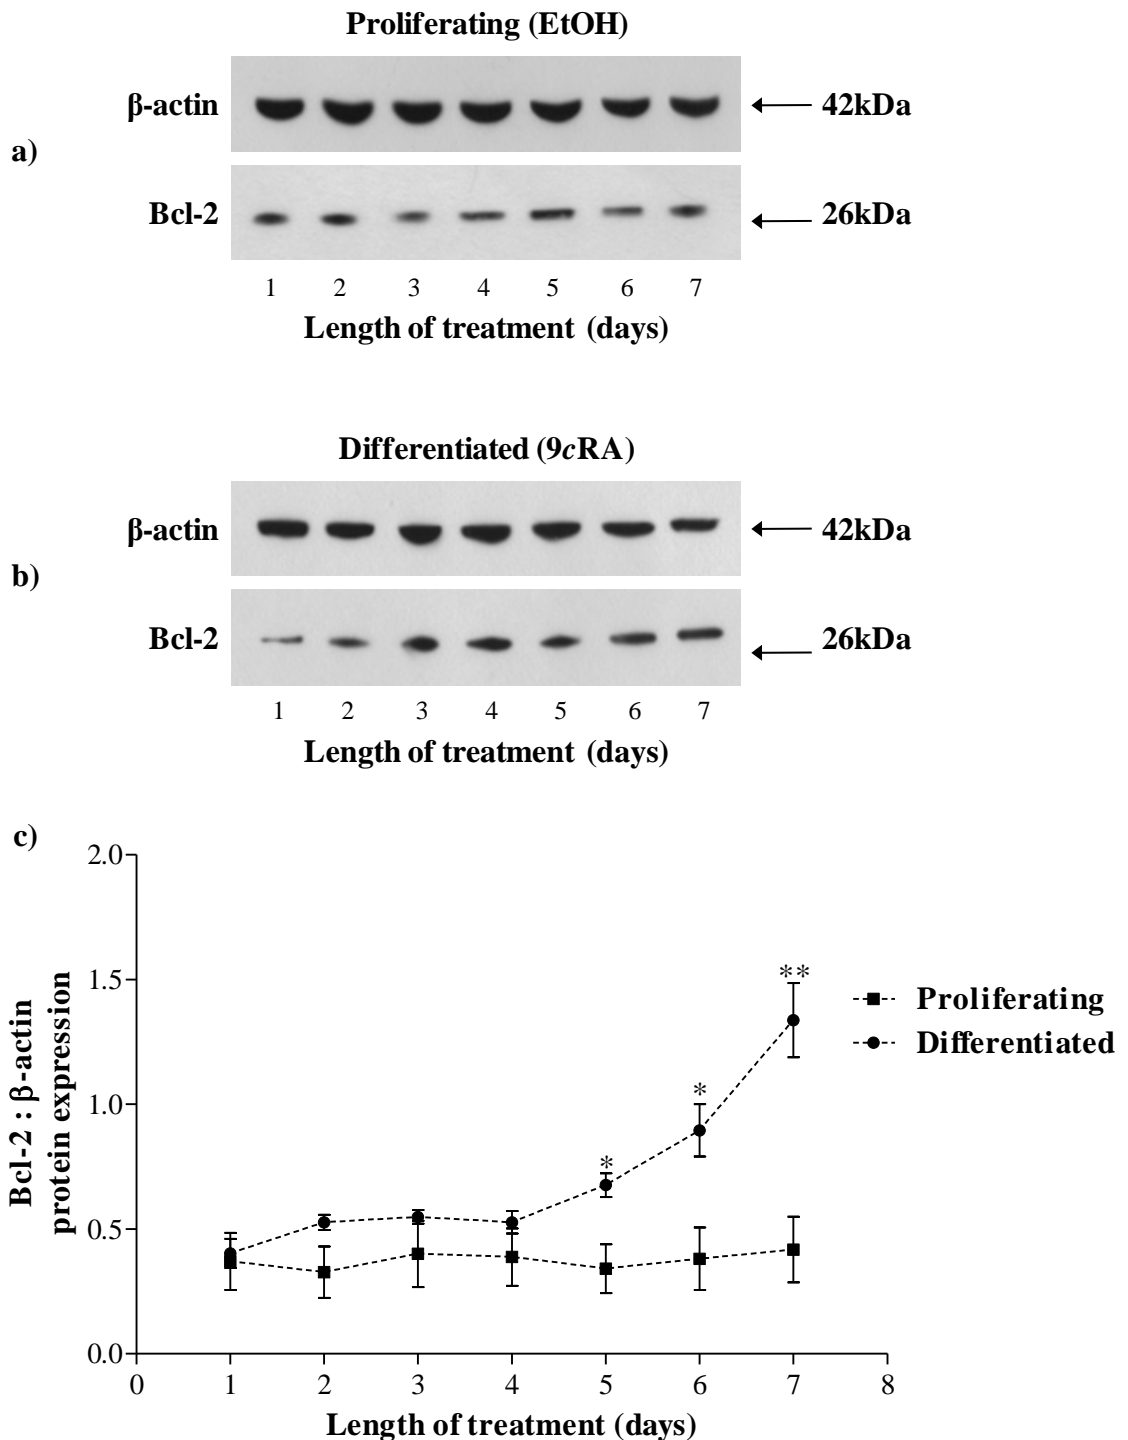 Proliferating (EtOH)
a)
β-actin
42kDa
Bcl-2
26kDa
1 2 3 4 5 6 7
Length of treatment (days)
Differentiated (9cRA)
b)
β-actin
42kDa
Bcl-2
26kDa
1 2 3 4 5 6 7
Length of treatment (days)
c)
Bcl-2 : β-actin
protein expression
2.0
1.5
1.0
0.5
0.0
*
*
**
Proliferating
Differentiated
0 1 2 3 4 5 6 7 8
Length of treatment (days)